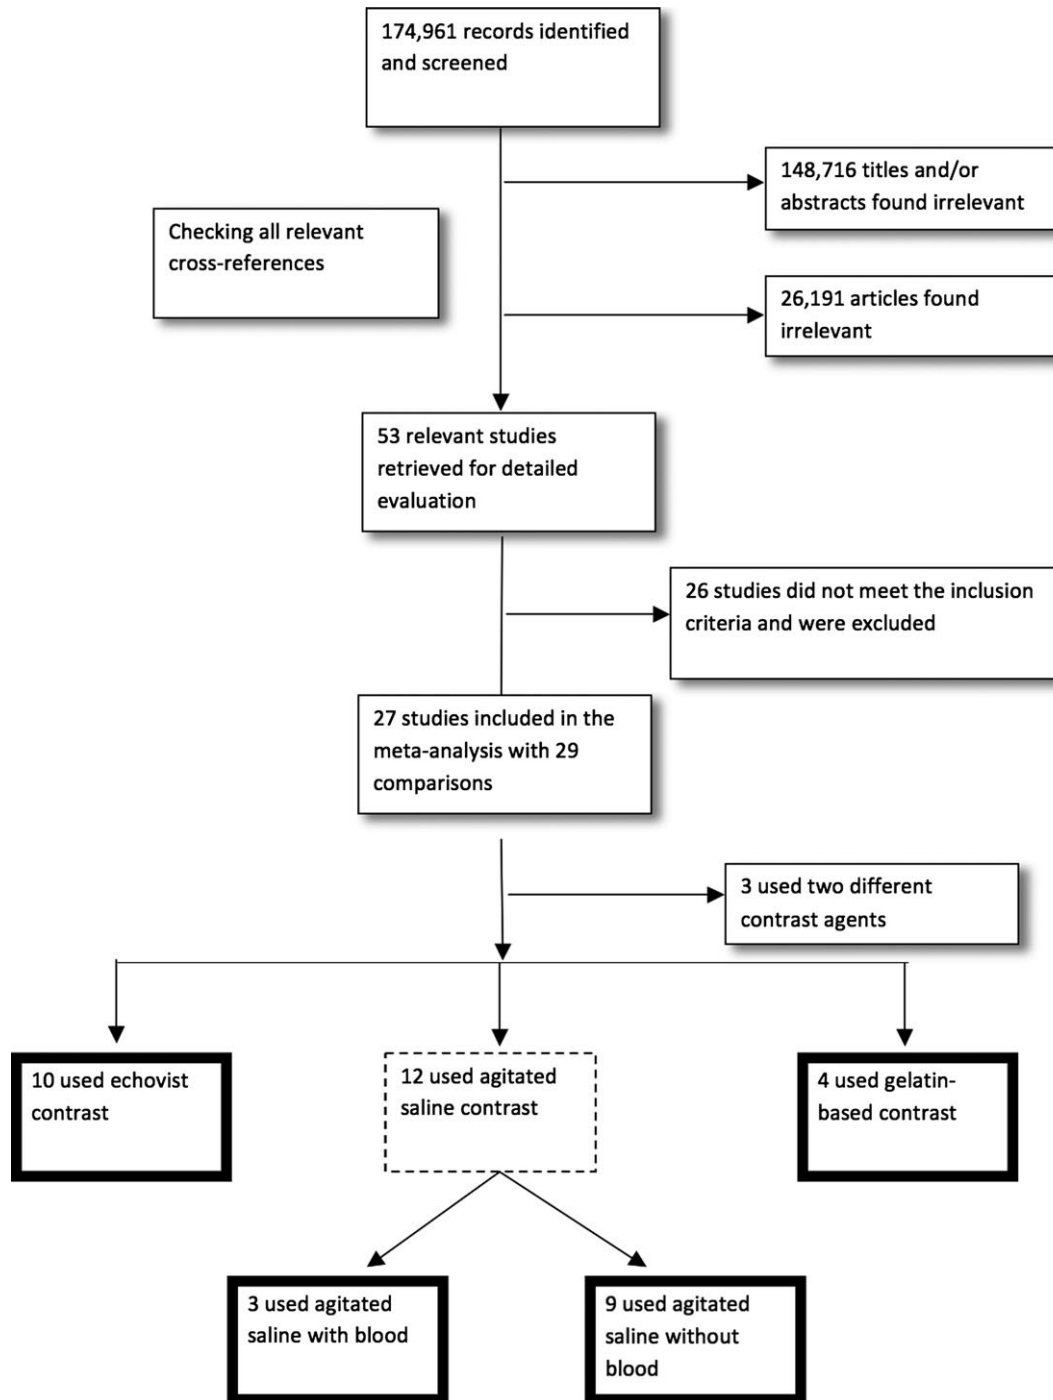 174,961 records identified
and screened
148,716 titles and/or
abstracts found irrelevant
Checking all relevant
cross-references
26,191 articles found
irrelevant
53 relevant studies
retrieved for detailed
evaluation
26 studies did not meet the inclusion
criteria and were excluded
27 studies included in the
meta-analysis with 29
comparisons
3 used two different
contrast agents
10 used echovist
contrast
12 used agitated
saline contrast
4 used gelatin-
based contrast
3 used agitated
saline with blood
9 used agitated
saline without
blood